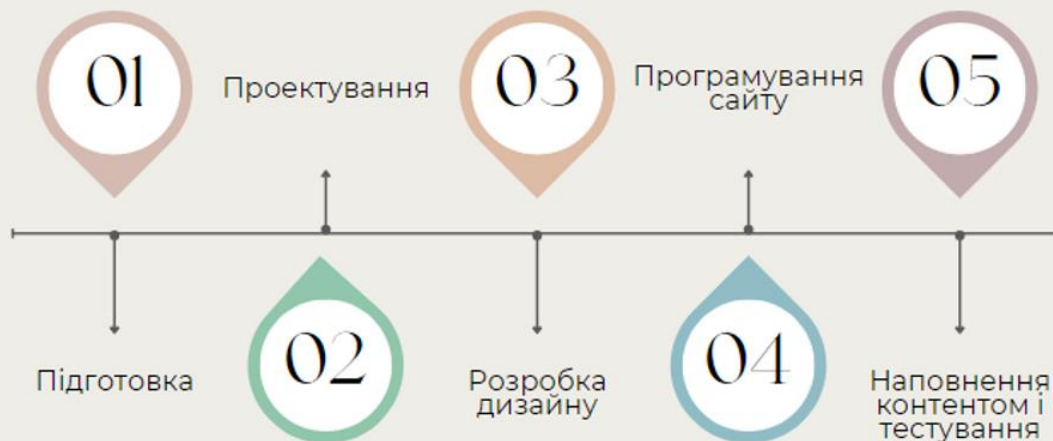 01
Проектування
03
Програмування
сайту
05
Підготовка
02
Розробка
дизайну
04
Наповнення
контентом і
тестування